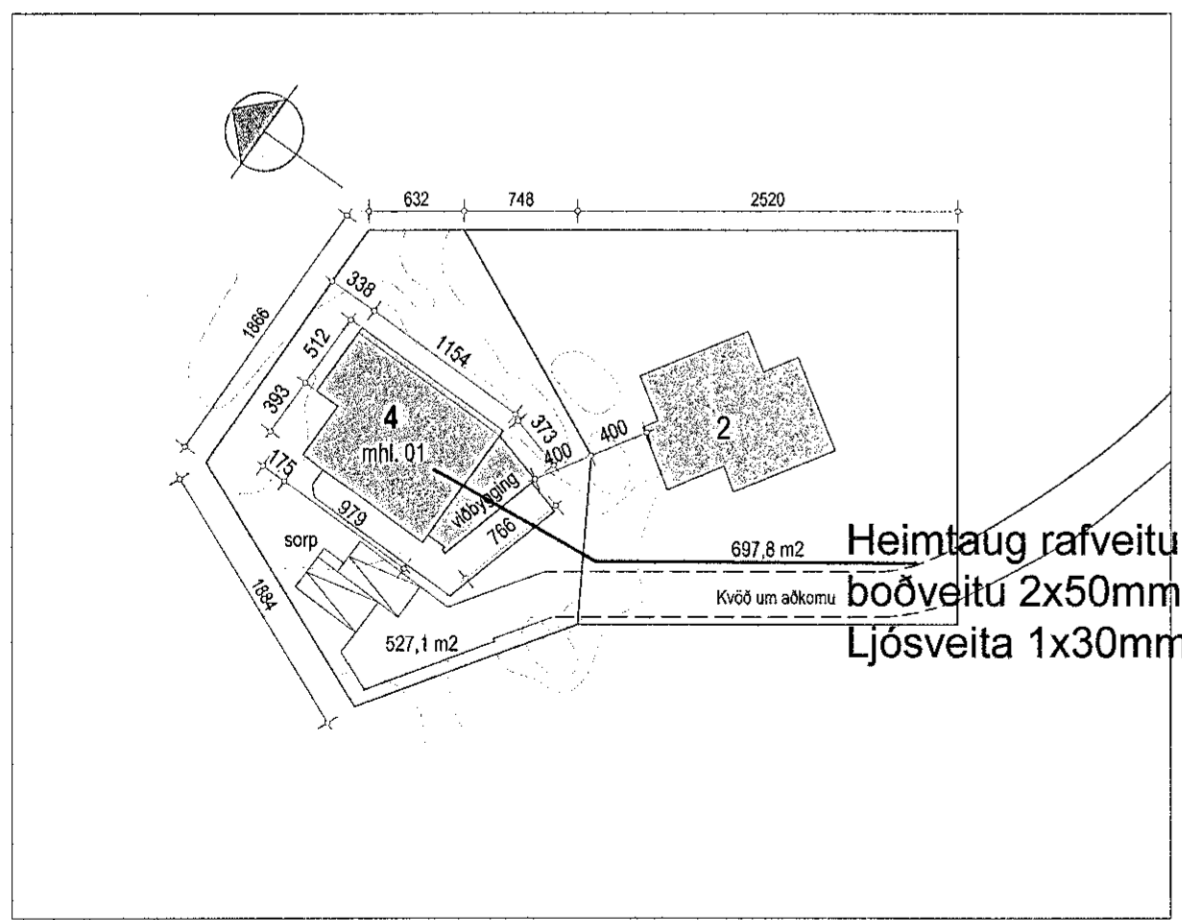 632
748
2520
1866
338
512
1154
393
4
mhl. 01
373
400
400
2
175
979
viðbygging
766
sorp
1884
697,8 m2
Heimtaug rafveitu
boðveitu 2x50mm
Ljósveita 1x30mm
Kvöð um aðkomu
527,1 m2